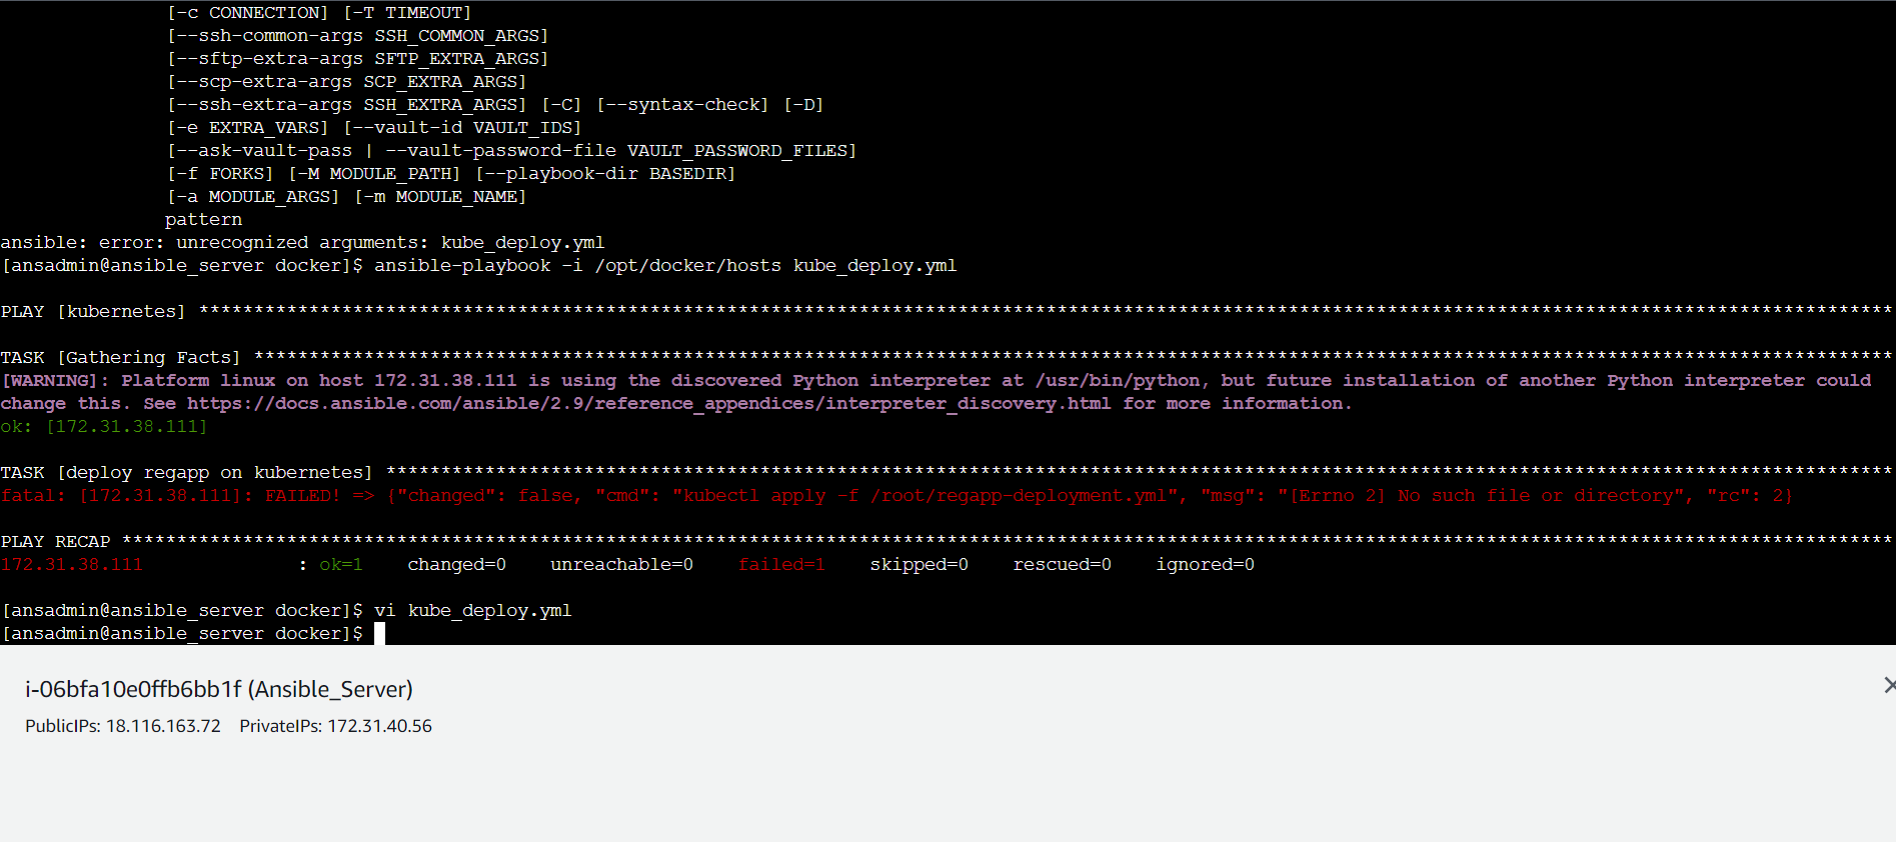 [-c CONNECTION] [-T TIMEOUT]
[--ssh-common-args SSH_COMMON_ARGS]
[--sftp-extra-args SFTP_EXTRA_ARGS]
[--scp-extra-args SCP_EXTRA_ARGS]
[--ssh-extra-args SSH_EXTRA_ARGS] [-C] [--syntax-check] [-D]
[-e EXTRA_VARS] [--vault-id VAULT_IDS]
[--ask-vault-pass | --vault-password-file VAULT_PASSWORD_FILES]
[-f FORKS] [-M MODULE_PATH] [--playbook-dir BASEDIR]
[-a MODULE_ARGS] [-m MODULE_NAME]
pattern
ansible: error: unrecognized arguments: kube_deploy.yml
[ansadmin@ansible_server docker]$ ansible-playbook -i /opt/docker/hosts kube_deploy.yml
PLAY [kubernetes] **********************************************************************************************************************************************************
TASK [Gathering Facts] *****************************************************************************************************************************************************
[WARNING]: Platform linux on host 172.31.38.111 is using the discovered Python interpreter at /usr/bin/python, but future installation of another Python interpreter could
change this. See https://docs.ansible.com/ansible/2.9/reference_appendices/interpreter_discovery.html for more information.
ok: [172.31.38.111]
TASK [deploy regapp on kubernetes] *****************************************************************************************************************************************
fatal: [172.31.38.111]: FAILED! => {"changed": false, "cmd": "kubectl apply -f /root/regapp-deployment.yml", "msg": "[Errno 2] No such file or directory", "rc": 2}
PLAY RECAP *****************************************************************************************************************************************************************
172.31.38.111 : ok=1 changed=0 unreachable=0 failed=1 skipped=0 rescued=0 ignored=0
[ansadmin@ansible_server docker]$ vi kube_deploy.yml
[ansadmin@ansible_server docker]$
i-06bfa10e0ffb6bb1f (Ansible_Server)
PublicIPs: 18.116.163.72 PrivateIPs: 172.31.40.56